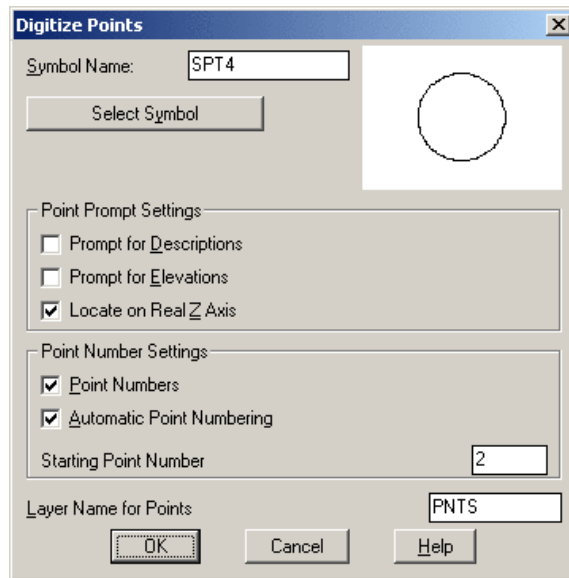 Digitize Points
Symbol Name: SPT4
Select Symbol
Point Prompt Settings
Prompt for Descriptions
Prompt for Elevations
Locate on Real Z Axis
Point Number Settings
Point Numbers
Automatic Point Numbering
Starting Point Number 2
Layer Name for Points PNTS
OK Cancel Help